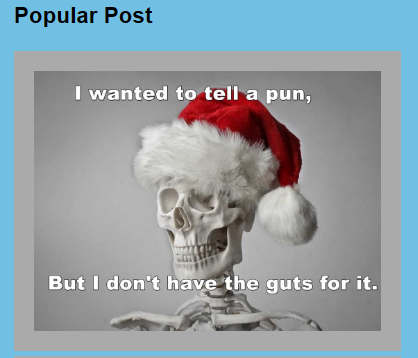 Popular Post
I wanted to tell a pun,
But I don't have the guts for it.